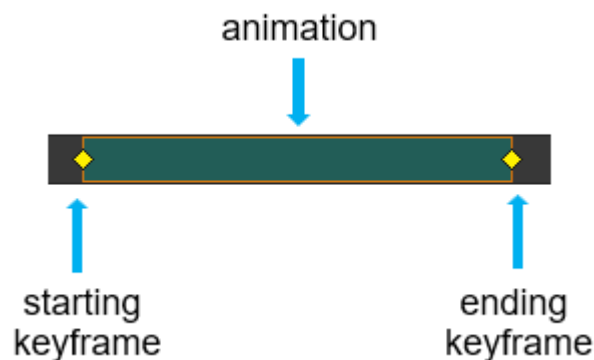 animation
starting
keyframe
ending
keyframe